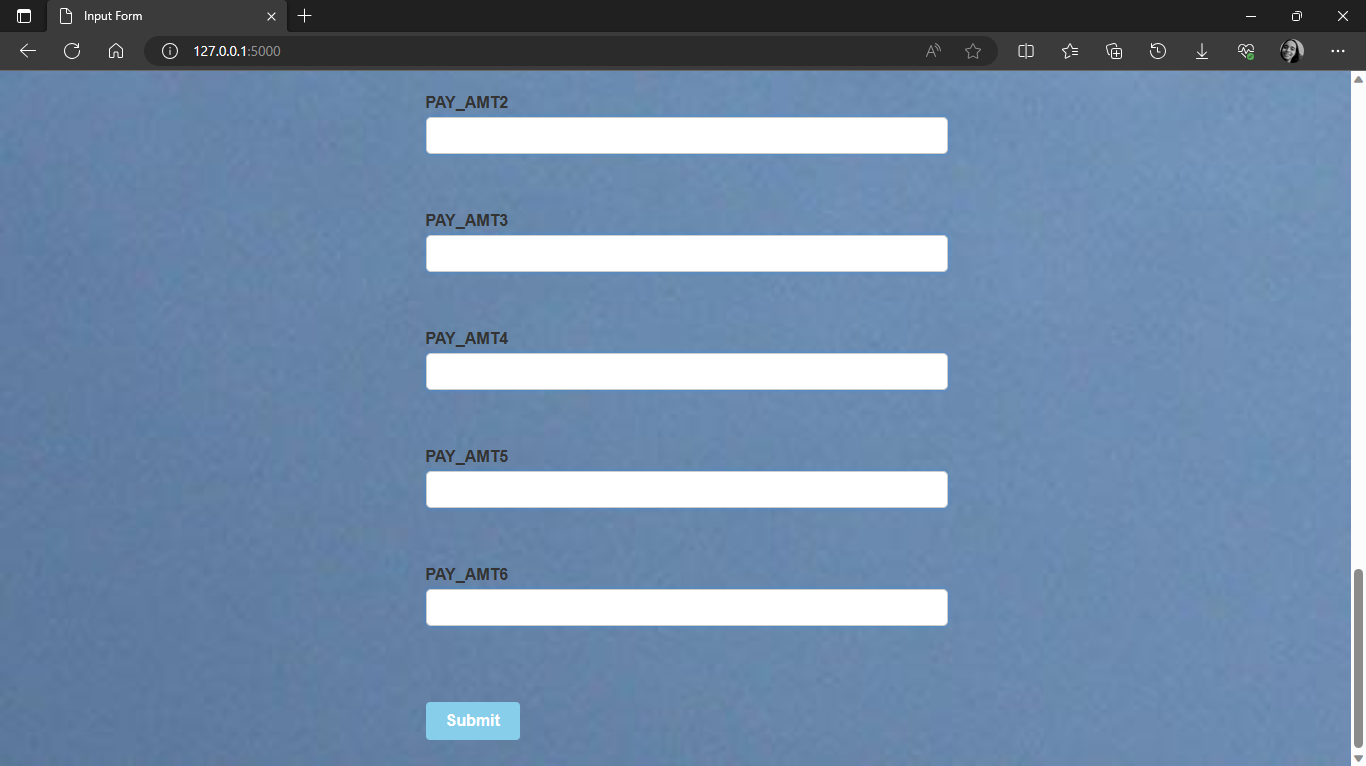 Input Form
127.0.0.1:5000
PAY_AMT2
PAY_AMT3
PAY_AMT4
PAY_AMT5
PAY_AMT6
Submit